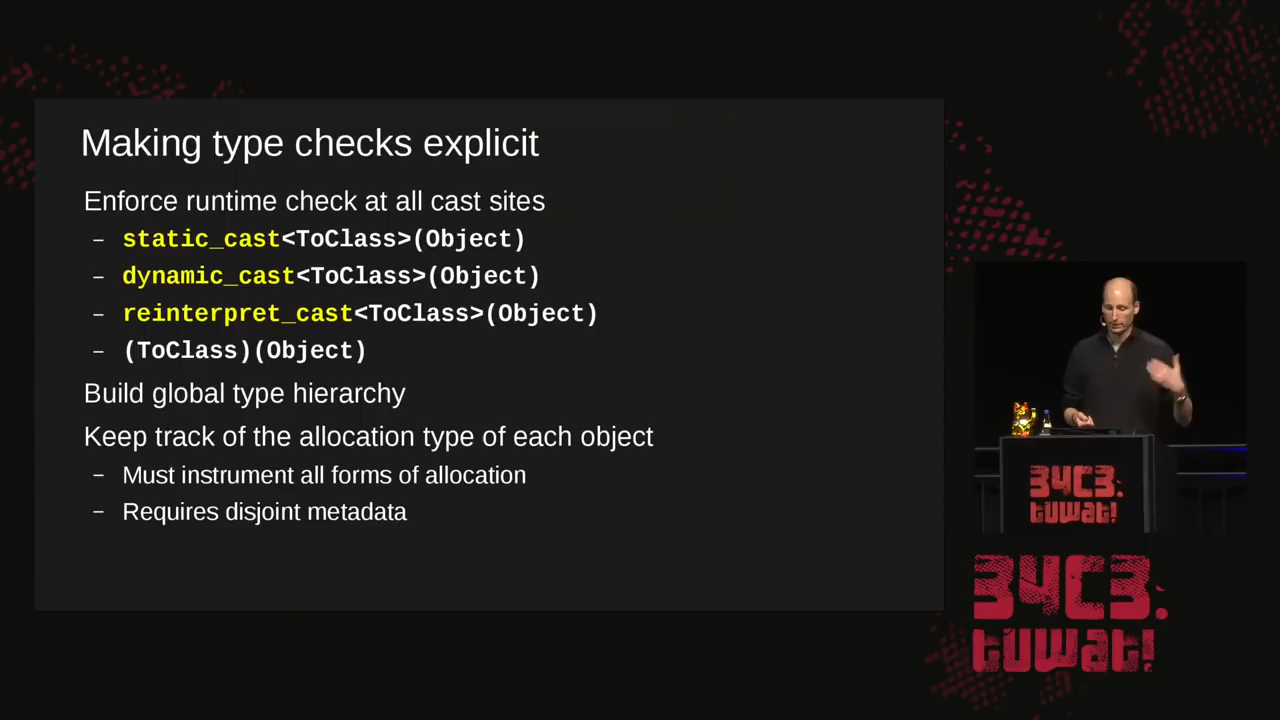 Making type checks explicit
Enforce runtime check at all cast sites
– static_cast<ToClass>(Object)
– dynamic_cast<ToClass>(Object)
– reinterpret_cast<ToClass>(Object)
– (ToClass)(Object)
Build global type hierarchy
Keep track of the allocation type of each object
– Must instrument all forms of allocation
– Requires disjoint metadata
34C3.
tuwat!
34C3.
tuwat!